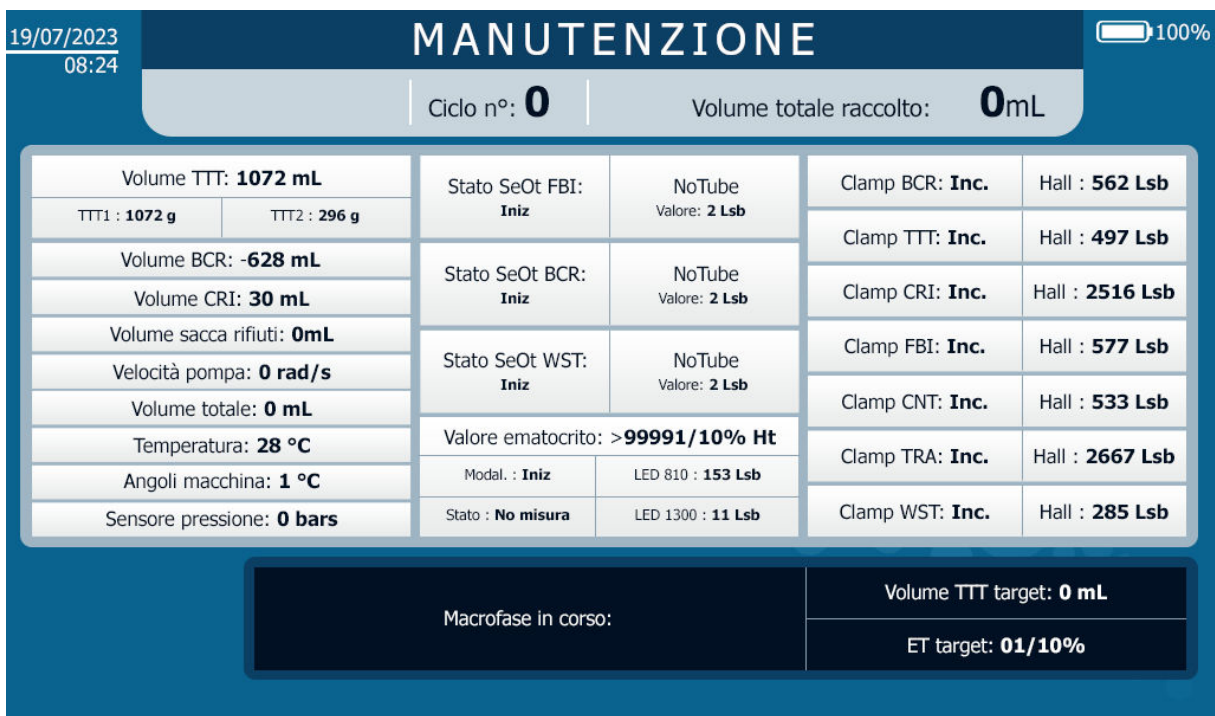 19/07/2023
08:24
MANUTENZIONE
100%
Ciclo n°: 0
Volume totale raccolto: 0mL
Volume TTT: 1072 mL
TTT1 : 1072 g
TTT2 : 296 g
Volume BCR: -628 mL
Volume CRI: 30 mL
Volume sacca rifiuti: 0mL
Velocità pompa: 0 rad/s
Volume totale: 0 mL
Temperatura: 28 °C
Angoli macchina: 1 °C
Sensore pressione: 0 bars
Stato SeOt FBI:
Iniz
NoTube
Valore: 2 Lsb
Stato SeOt BCR:
Iniz
NoTube
Valore: 2 Lsb
Stato SeOt WST:
Iniz
NoTube
Valore: 2 Lsb
Valore ematocrito: >99991/10% Ht
Modal. : Iniz
LED 810 : 153 Lsb
Stato : No misura
LED 1300 : 11 Lsb
Clamp BCR: Inc.
Hall : 562 Lsb
Clamp TTT: Inc.
Hall : 497 Lsb
Clamp CRI: Inc.
Hall : 2516 Lsb
Clamp FBI: Inc.
Hall : 577 Lsb
Clamp CNT: Inc.
Hall : 533 Lsb
Clamp TRA: Inc.
Hall : 2667 Lsb
Clamp WST: Inc.
Hall : 285 Lsb
Macrofase in corso:
Volume TTT target: 0 mL
ET target: 01/10%